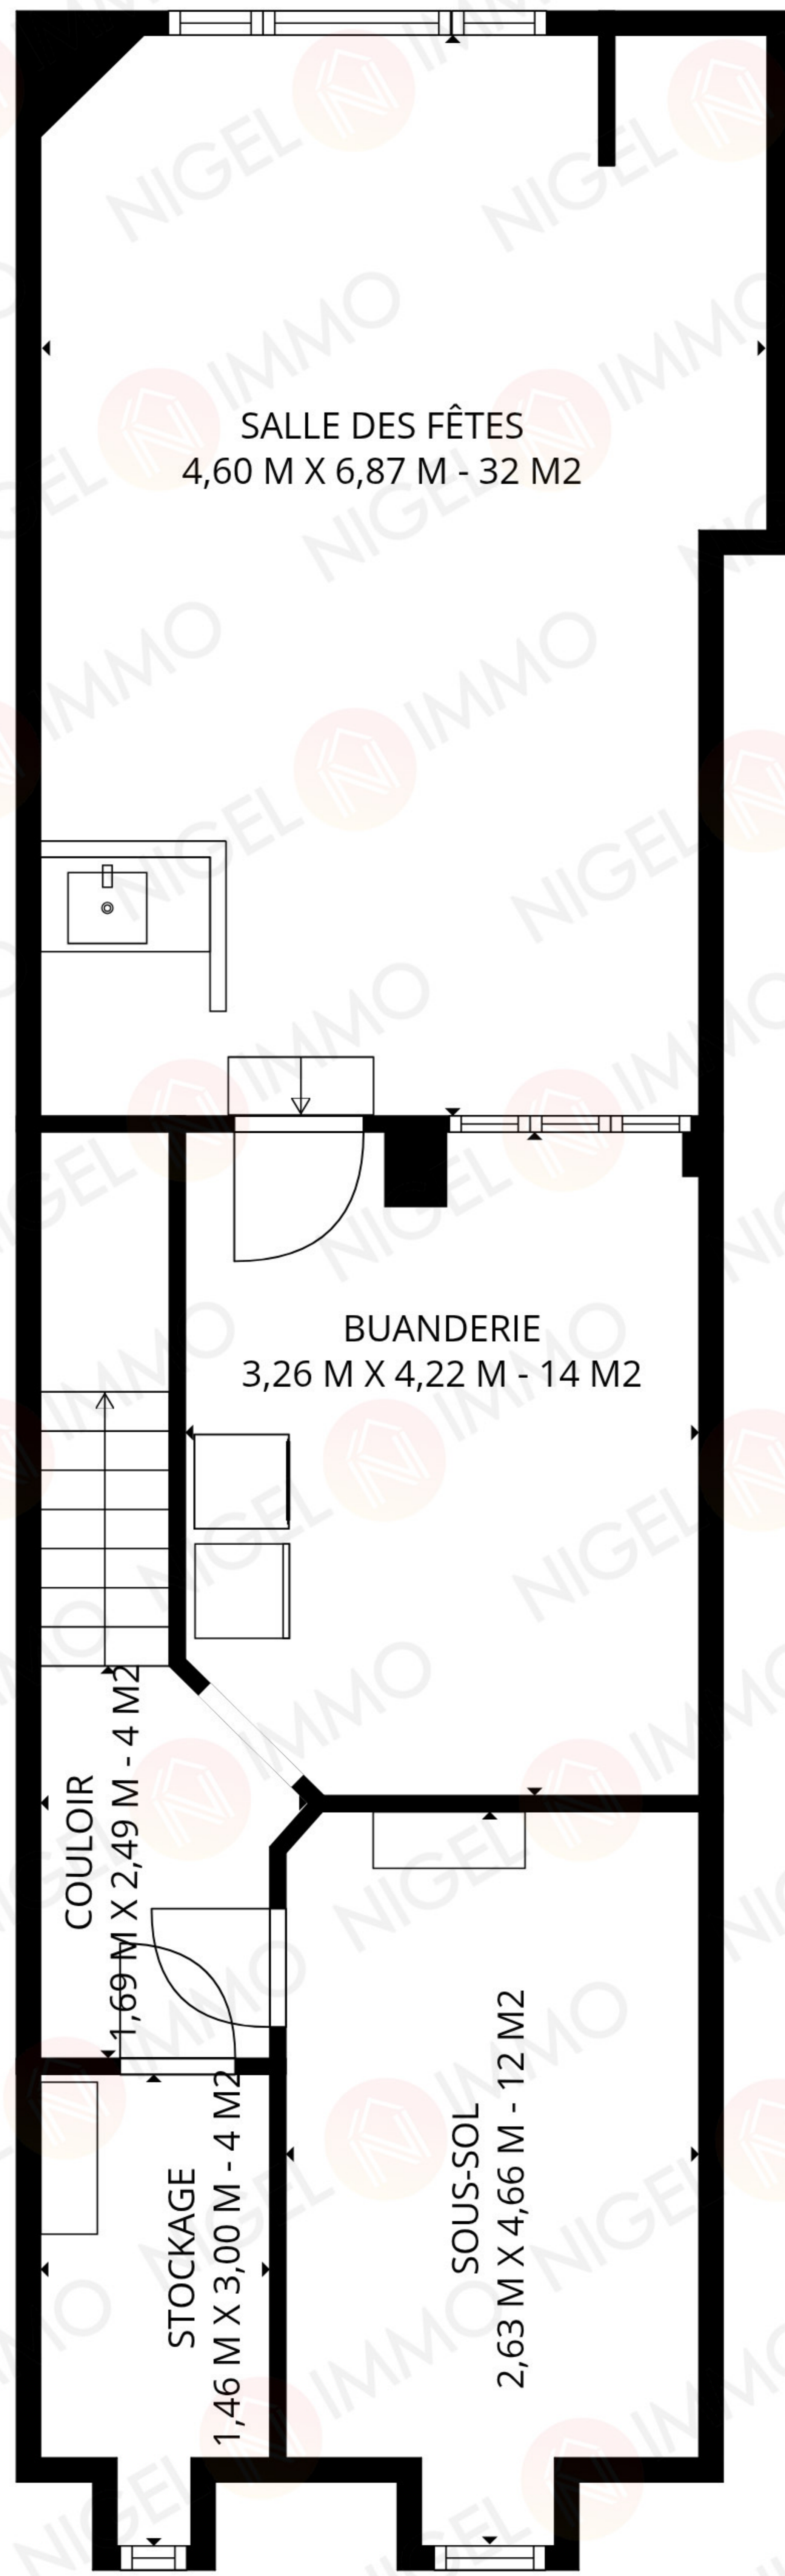 SALLE DES FÊTES
4,60 M X 6,87 M - 32 M2
BUANDERIE
3,26 M X 4,22 M - 14 M2
COULOIR
1,69 M X 2,49 M - 4 M2
STOCKAGE
1,46 M X 3,00 M - 4 M2
SOUS-SOL
2,63 M X 4,66 M - 12 M2
NIGEL IMMO